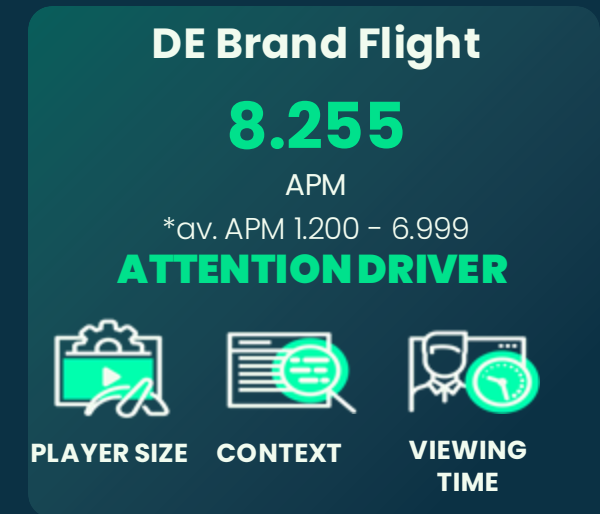 DE Brand Flight
8.255
APM
*av. APM 1.200 - 6.999
ATTENTION DRIVER
PLAYER SIZE
CONTEXT
VIEWING
TIME